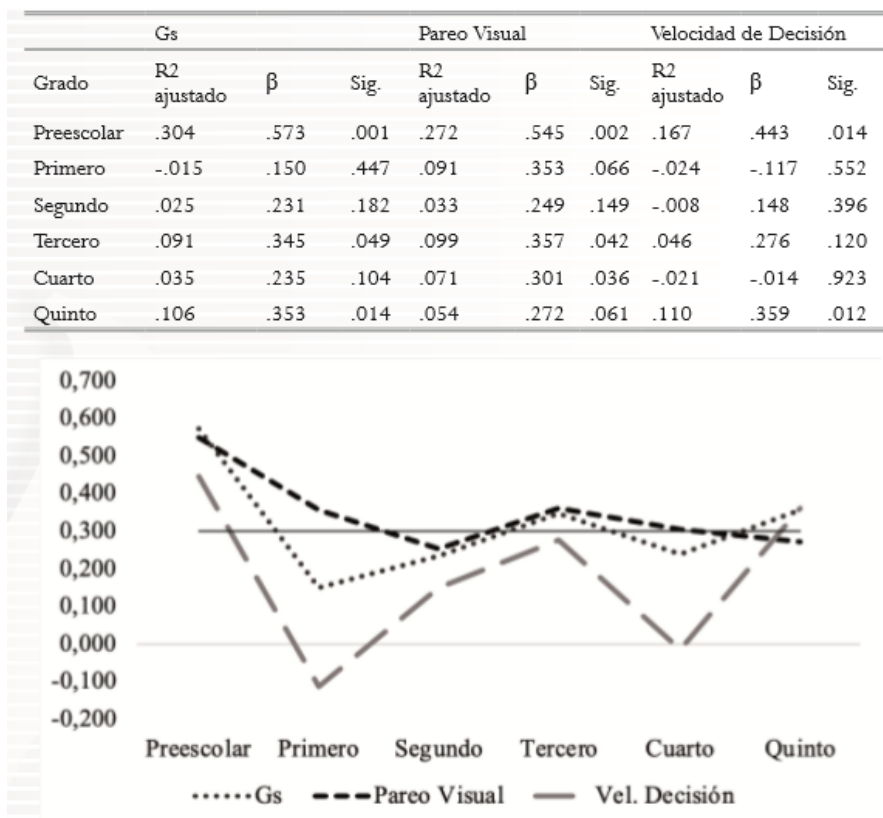 Gs Pareo Visual Velocidad de Decisión
Grado R2 ajustado β Sig. R2 ajustado β Sig. R2 ajustado β Sig.
Preescolar .304 .573 .001 .272 .545 .002 .167 .443 .014
Primero -.015 .150 .447 .091 .353 .066 -.024 -.117 .552
Segundo .025 .231 .182 .033 .249 .149 -.008 .148 .396
Tercero .091 .345 .049 .099 .357 .042 .046 .276 .120
Cuarto .035 .235 .104 .071 .301 .036 -.021 -.014 .923
Quinto .106 .353 .014 .054 .272 .061 .110 .359 .012
0,700
0,600
0,500
0,400
0,300
0,200
0,100
0,000
-0,100
-0,200
Preescolar Primero Segundo Tercero Cuarto Quinto
Gs Pareo Visual Vel. Decisión